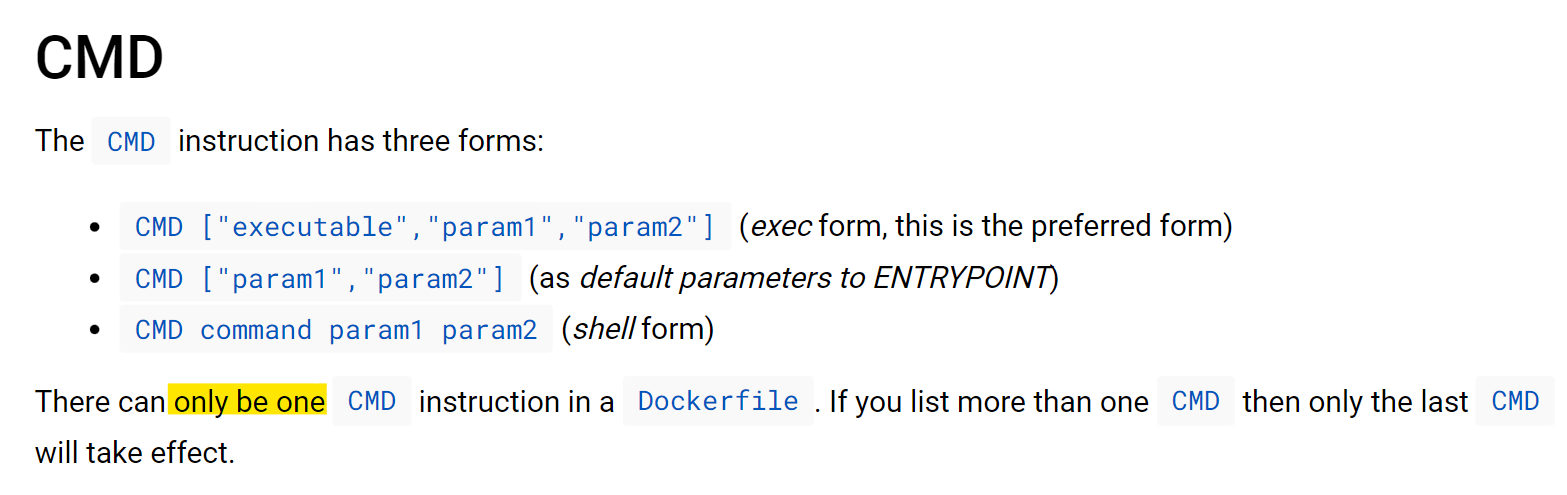 CMD
The CMD instruction has three forms:
• CMD ["executable","param1","param2"] (exec form, this is the preferred form)
• CMD ["param1","param2"] (as default parameters to ENTRYPOINT)
• CMD command param1 param2 (shell form)
There can only be one CMD instruction in a Dockerfile . If you list more than one CMD then only the last CMD
will take effect.